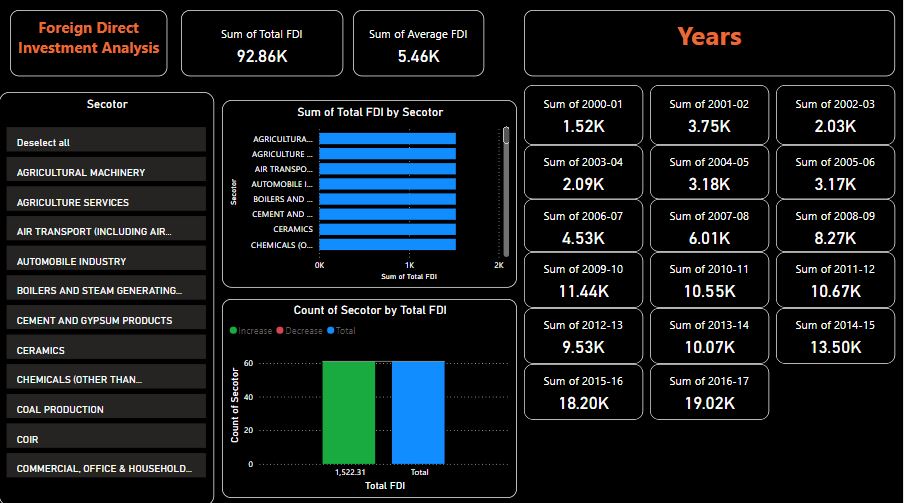 Foreign Direct
Investment Analysis
Sum of Total FDI
92.86K
Sum of Average FDI
5.46K
Years
Secotor
Deselect all
AGRICULTURAL MACHINERY
AGRICULTURE SERVICES
AIR TRANSPORT (INCLUDING AIR...
AUTOMOBILE INDUSTRY
BOILERS AND STEAM GENERATING...
CEMENT AND GYPSUM PRODUCTS
CERAMICS
CHEMICALS (OTHER THAN...
COAL PRODUCTION
COIR
COMMERCIAL, OFFICE & HOUSEHOLD...
Sum of Total FDI by Secotor
Secotor
AGRICULTURA...
AGRICULTURE ...
AIR TRANSPO...
AUTOMOBILE I...
BOILERS AND ...
CEMENT AND ...
CERAMICS
CHEMICALS (O...
0K 1K 2K
Sum of Total FDI
Count of Secotor by Total FDI
Increase Decrease Total
Count of Secotor
60
40
20
0
1,522.31 Total
Total FDI
Sum of 2000-01
1.52K
Sum of 2001-02
3.75K
Sum of 2002-03
2.03K
Sum of 2003-04
2.09K
Sum of 2004-05
3.18K
Sum of 2005-06
3.17K
Sum of 2006-07
4.53K
Sum of 2007-08
6.01K
Sum of 2008-09
8.27K
Sum of 2009-10
11.44K
Sum of 2010-11
10.55K
Sum of 2011-12
10.67K
Sum of 2012-13
9.53K
Sum of 2013-14
10.07K
Sum of 2014-15
13.50K
Sum of 2015-16
18.20K
Sum of 2016-17
19.02K